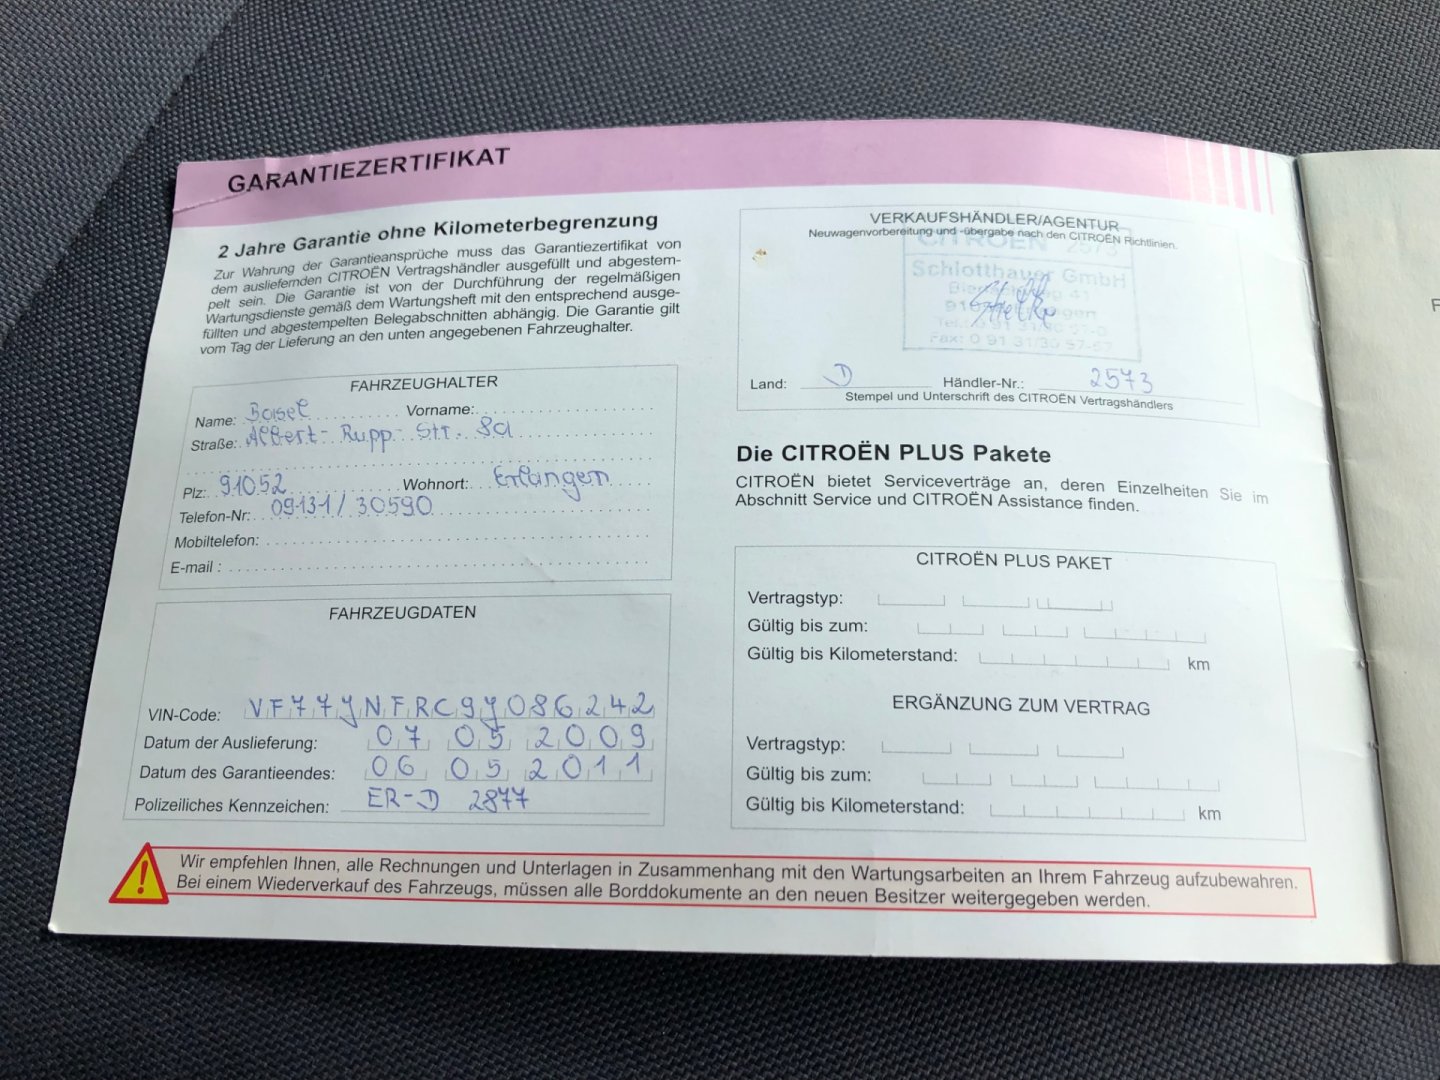 GARANTIEZERTIFIKAT
2 Jahre Garantie ohne Kilometerbegrenzung
Zur Wahrung der Garantieansprüche muss das Garantiezertifikat von
dem ausliefernden CITROËN Vertragshändler ausgefüllt und abgestem-
pelt sein. Die Garantie ist von der Durchführung der regelmäßigen
Wartungsdienste gemäß dem Wartungsheft mit den entsprechend ausge-
füllten und abgestempelten Belegabschnitten abhängig. Die Garantie gilt
vom Tag der Lieferung an den unten angegebenen Fahrzeughalter.
FAHRZEUGHALTER
Name: Basel Vorname:
Straße: Albert-Rupp-Str. 8a
Plz: 91052 Wohnort: Erlangen
Telefon-Nr: 09131/30590
Mobiltelefon:
E-mail :
FAHRZEUGDATEN
VIN-Code: VF77JNFRC9J086242
Datum der Auslieferung: 07 05 2009
Datum des Garantieendes: 06 05 2011
Polizeiliches Kennzeichen: ER-D 2877
VERKAUFSHÄNDLER/AGENTUR
Neuwagenvorbereitung und -übergabe nach den CITROËN Richtlinien.
CITROËN 2573
Schlotthauer GmbH
Land: D Händler-Nr.: 2573
Stempel und Unterschrift des CITROËN Vertragshändlers
Die CITROËN PLUS Pakete
CITROËN bietet Serviceverträge an, deren Einzelheiten Sie im
Abschnitt Service und CITROËN Assistance finden.
CITROËN PLUS PAKET
Vertragstyp:
Gültig bis zum:
Gültig bis Kilometerstand: km
ERGÄNZUNG ZUM VERTRAG
Vertragstyp:
Gültig bis zum:
Gültig bis Kilometerstand: km
Wir empfehlen Ihnen, alle Rechnungen und Unterlagen in Zusammenhang mit den Wartungsarbeiten an Ihrem Fahrzeug aufzubewahren.
Bei einem Wiederverkauf des Fahrzeugs, müssen alle Borddokumente an den neuen Besitzer weitergegeben werden.